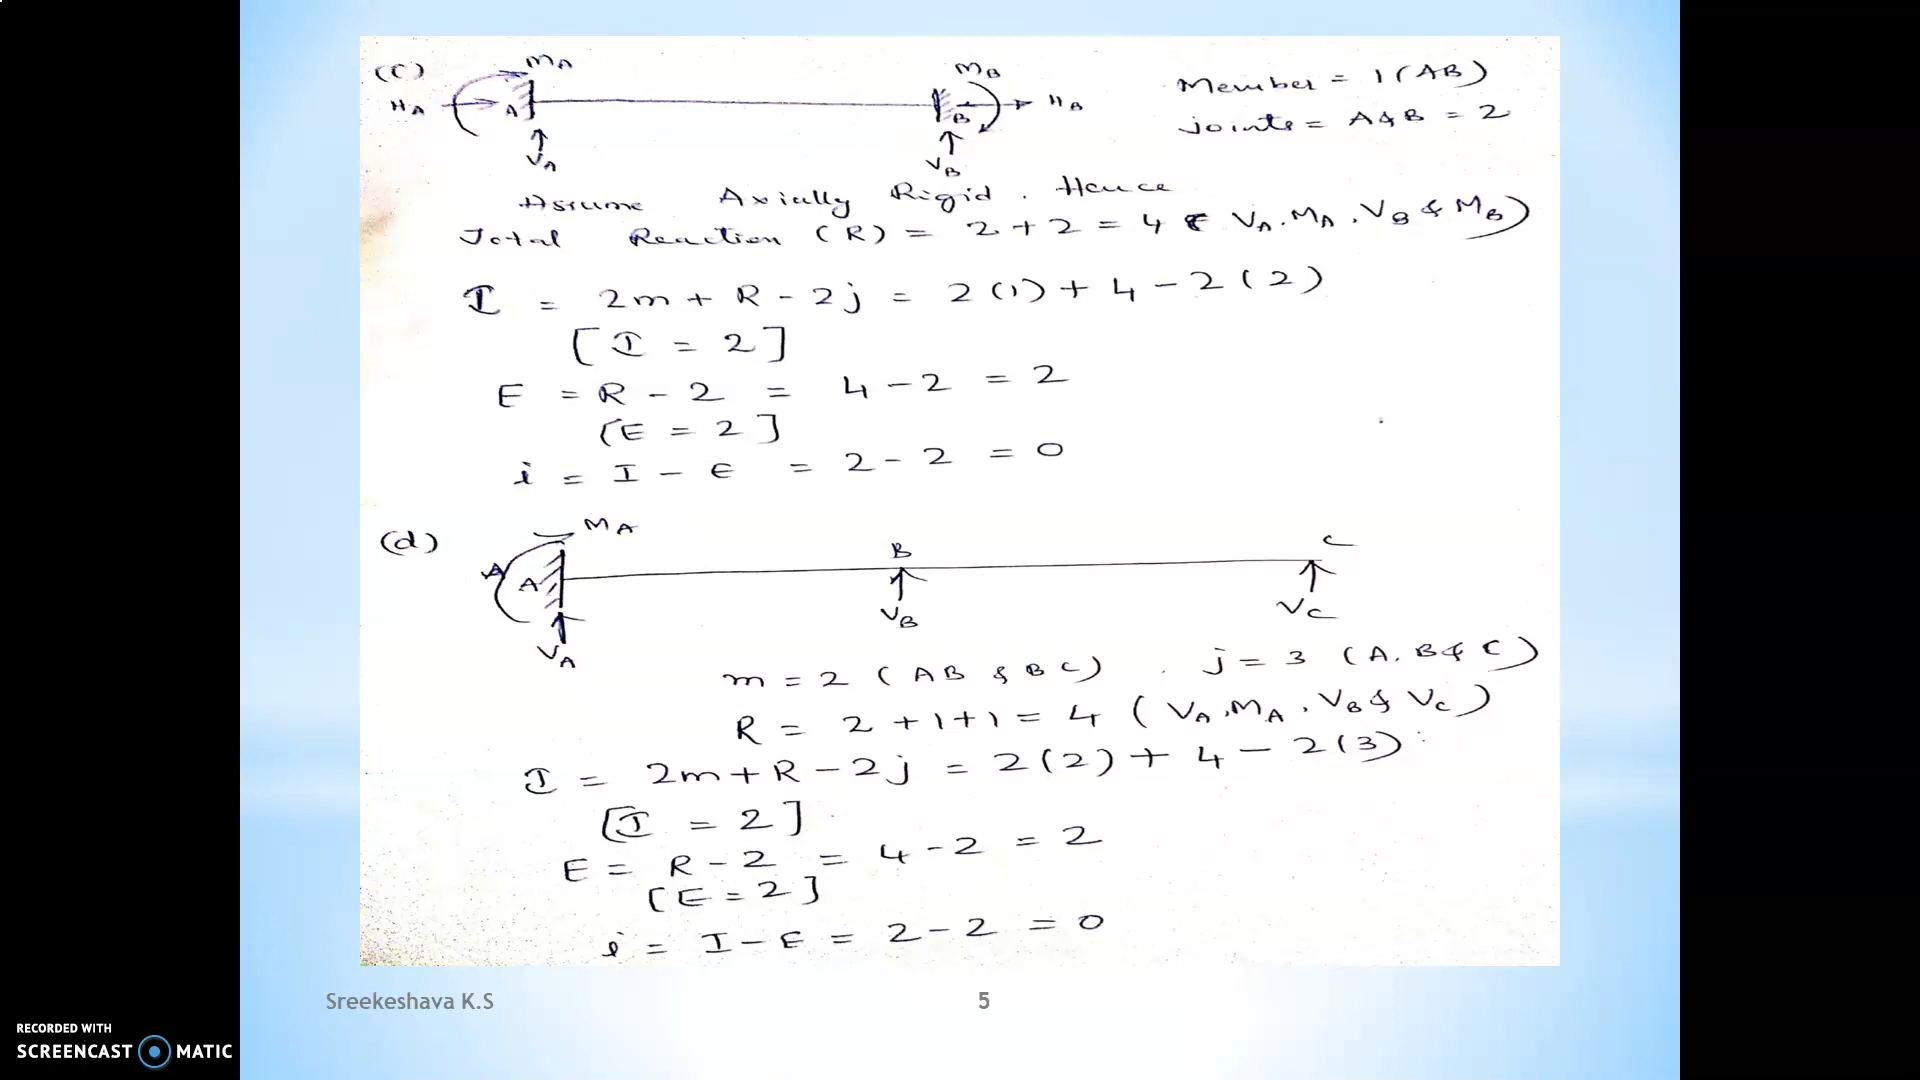 (C) MA MB Member = 1 (AB)
HA A B HB joints = A & B = 2
VA VB
Assume Axially Rigid. Hence
Total Reaction (R) = 2 + 2 = 4 ( VA, MA, VB & MB)
I = 2m + R - 2j = 2(1) + 4 - 2(2)
[I = 2]
E = R - 2 = 4 - 2 = 2
[E = 2]
i = I - E = 2 - 2 = 0
(d) MA
A B C
VA VB VC
m = 2 (AB & BC) . j = 3 (A, B & C)
R = 2 + 1 + 1 = 4 (VA, MA, VB & VC)
I = 2m + R - 2j = 2(2) + 4 - 2(3)
[I = 2]
E = R - 2 = 4 - 2 = 2
[E = 2]
i = I - E = 2 - 2 = 0
Sreekeshava K.S 5
RECORDED WITH
SCREENCAST MATIC